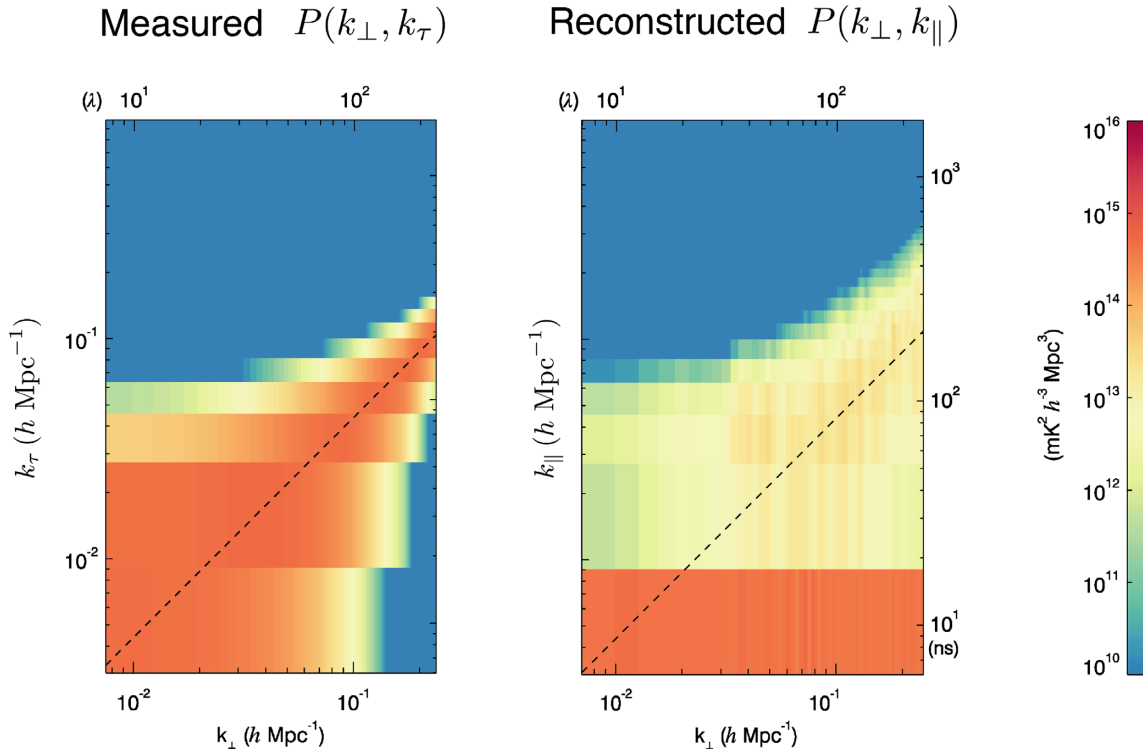 Measured P(k⊥, kτ)
Reconstructed P(k⊥, k∥)
(λ) 10¹ 10²
(λ) 10¹ 10²
kτ (h Mpc⁻¹)
10⁻¹
10⁻²
10⁻² 10⁻¹
k⊥ (h Mpc⁻¹)
k∥ (h Mpc⁻¹)
10³
10²
10¹
(ns)
10⁻² 10⁻¹
k⊥ (h Mpc⁻¹)
10¹⁶
10¹⁵
10¹⁴
10¹³
10¹²
10¹¹
10¹⁰
(mK² h⁻³ Mpc³)